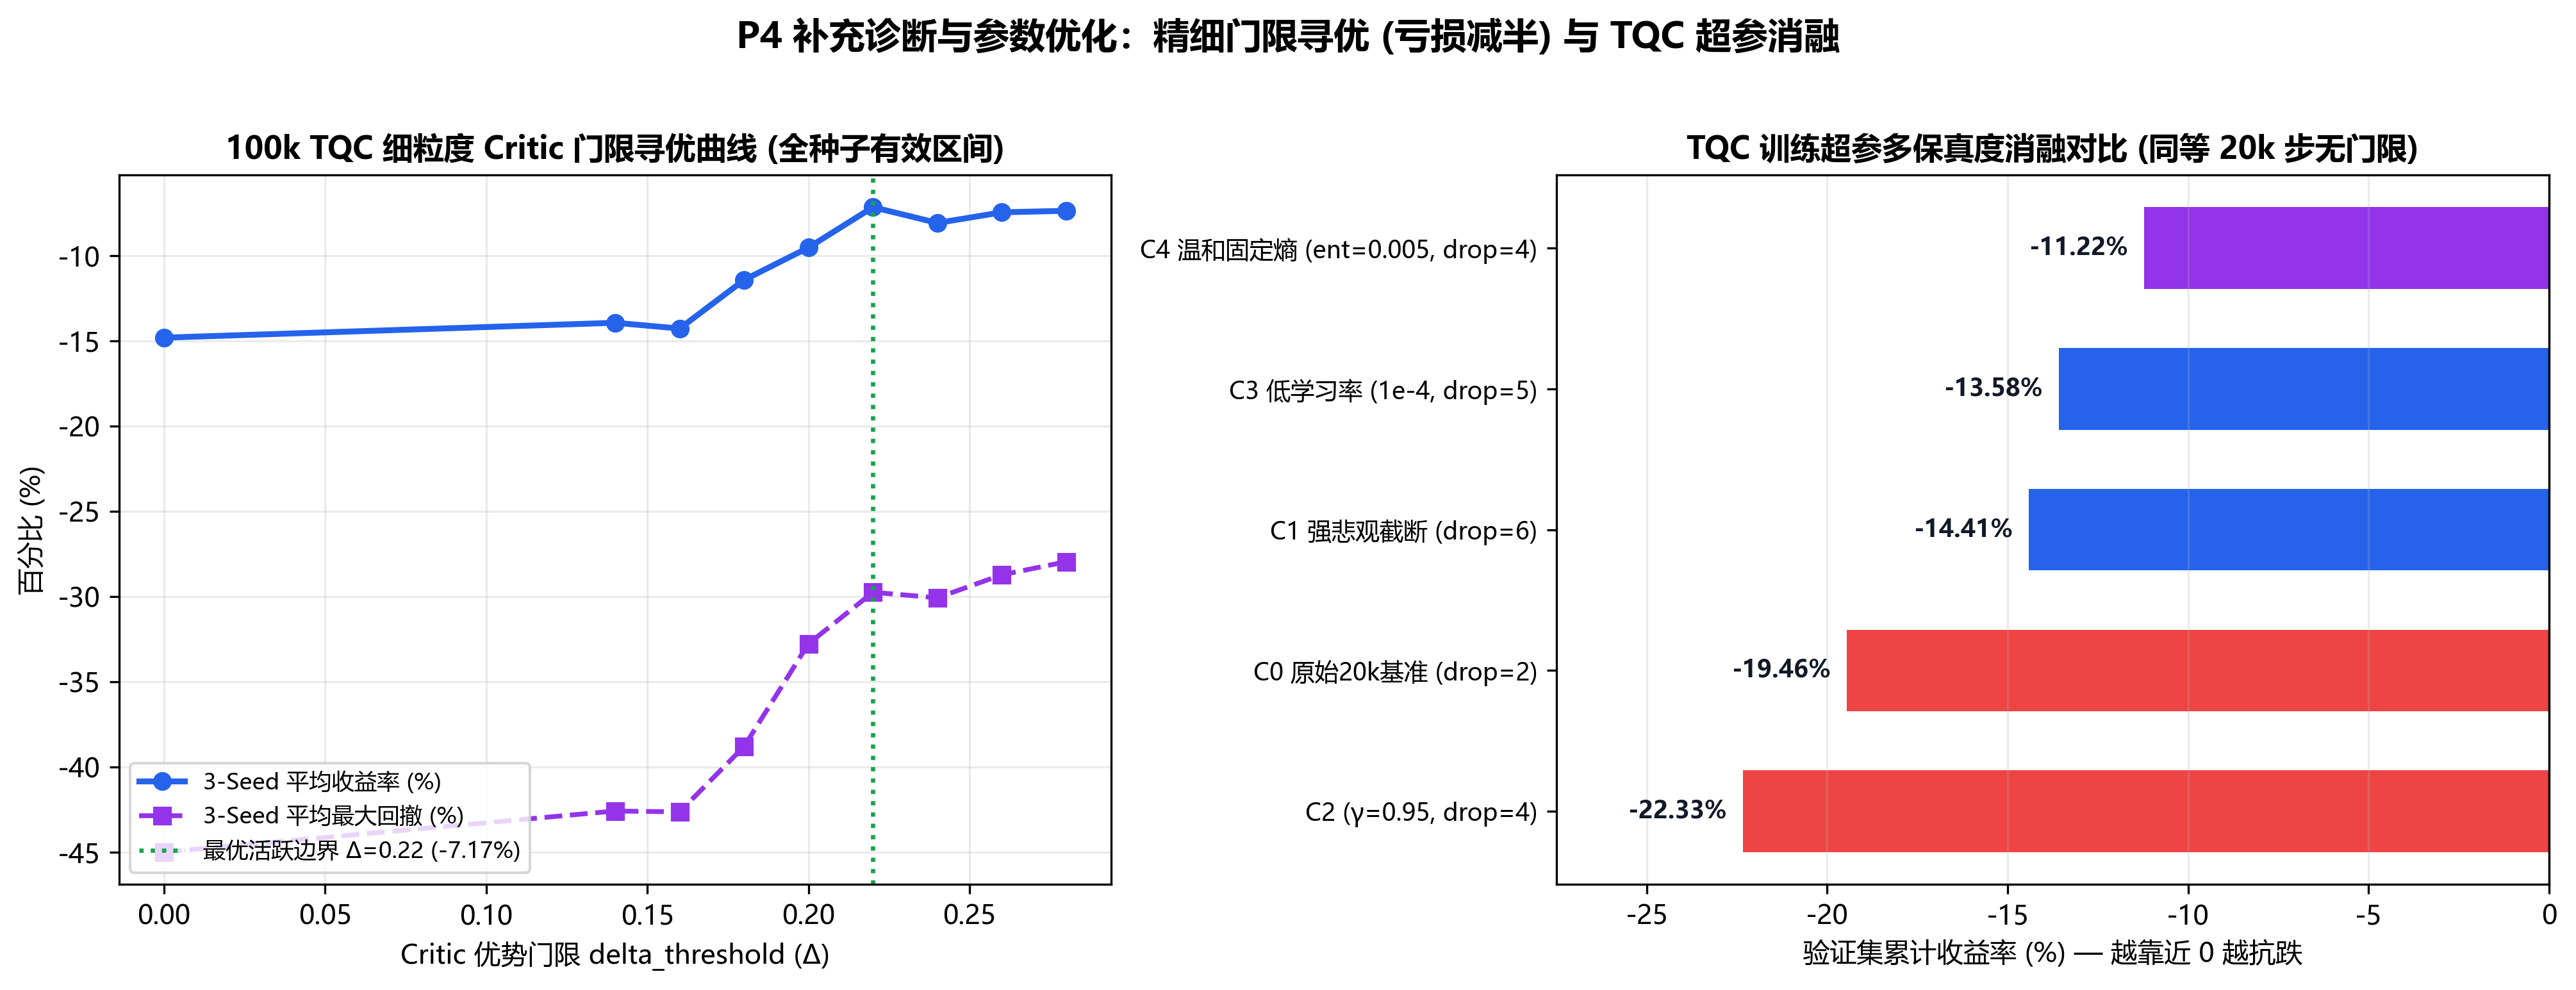 P4 补充诊断与参数优化：精细门限寻优 (亏损减半) 与 TQC 超参消融
100k TQC 细粒度 Critic 门限寻优曲线 (全种子有效区间)
百分比 (%)
-10
-15
-20
-25
-30
-35
-40
-45
3-Seed 平均收益率 (%)
3-Seed 平均最大回撤 (%)
最优活跃边界 Δ=0.22 (-7.17%)
0.00
0.05
0.10
0.15
0.20
0.25
Critic 优势门限 delta_threshold (Δ)
TQC 训练超参多保真度消融对比 (同等 20k 步无门限)
C4 温和固定熵 (ent=0.005, drop=4)
-11.22%
C3 低学习率 (1e-4, drop=5)
-13.58%
C1 强悲观截断 (drop=6)
-14.41%
C0 原始20k基准 (drop=2)
-19.46%
C2 (γ=0.95, drop=4)
-22.33%
-25
-20
-15
-10
-5
0
验证集累计收益率 (%) — 越靠近 0 越抗跌